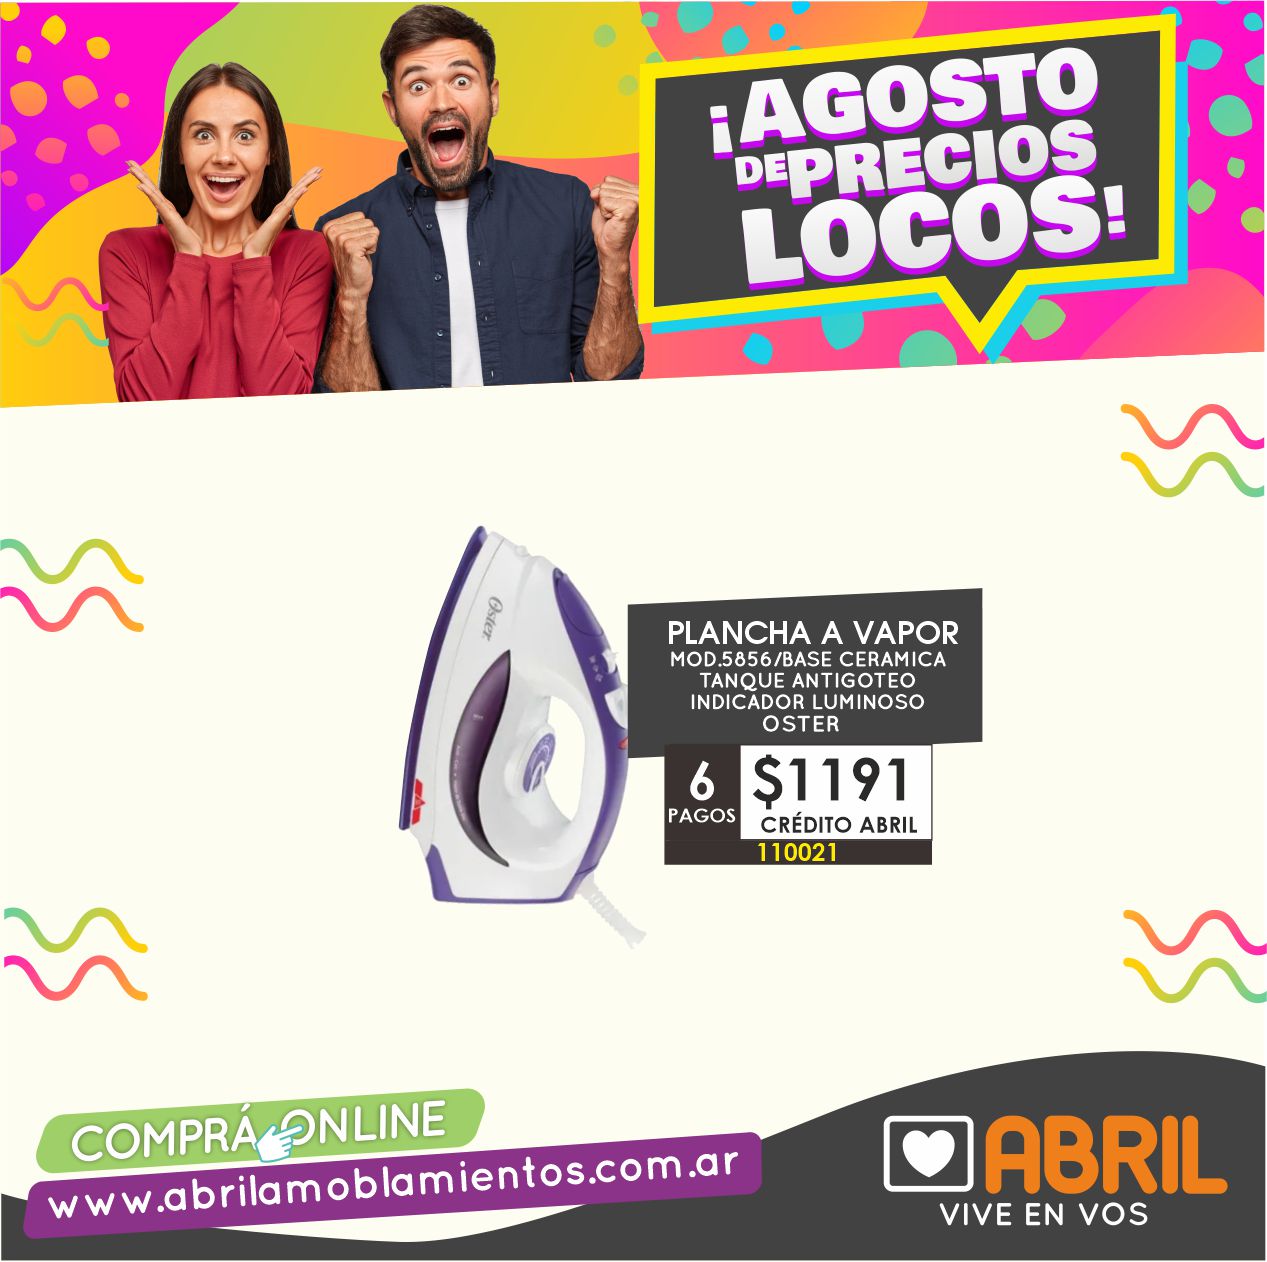 ¡AGOSTO
DE PRECIOS
LOCOS!
Oster
PLANCHA A VAPOR
MOD.5856/BASE CERAMICA
TANQUE ANTIGOTEO
INDICADOR LUMINOSO
OSTER
6
PAGOS
$1191
CRÉDITO ABRIL
110021
COMPRÁ ONLINE
www.abrilamoblamientos.com.ar
ABRIL
VIVE EN VOS